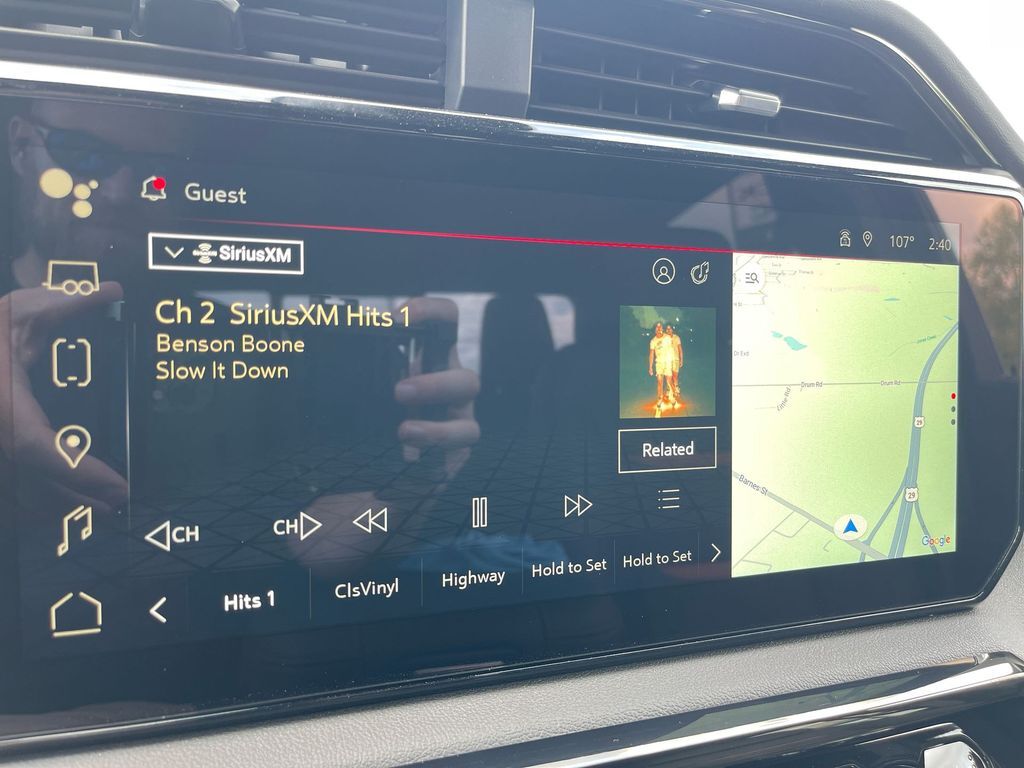 Guest
107° 2:40
SiriusXM
Ch 2 SiriusXM Hits 1
Benson Boone
Slow It Down
Related
CH
CH
Hits 1
ClsVinyl
Highway
Hold to Set
Hold to Set
Drum Rd
Drum Rd
Barnes St
29
29
Google